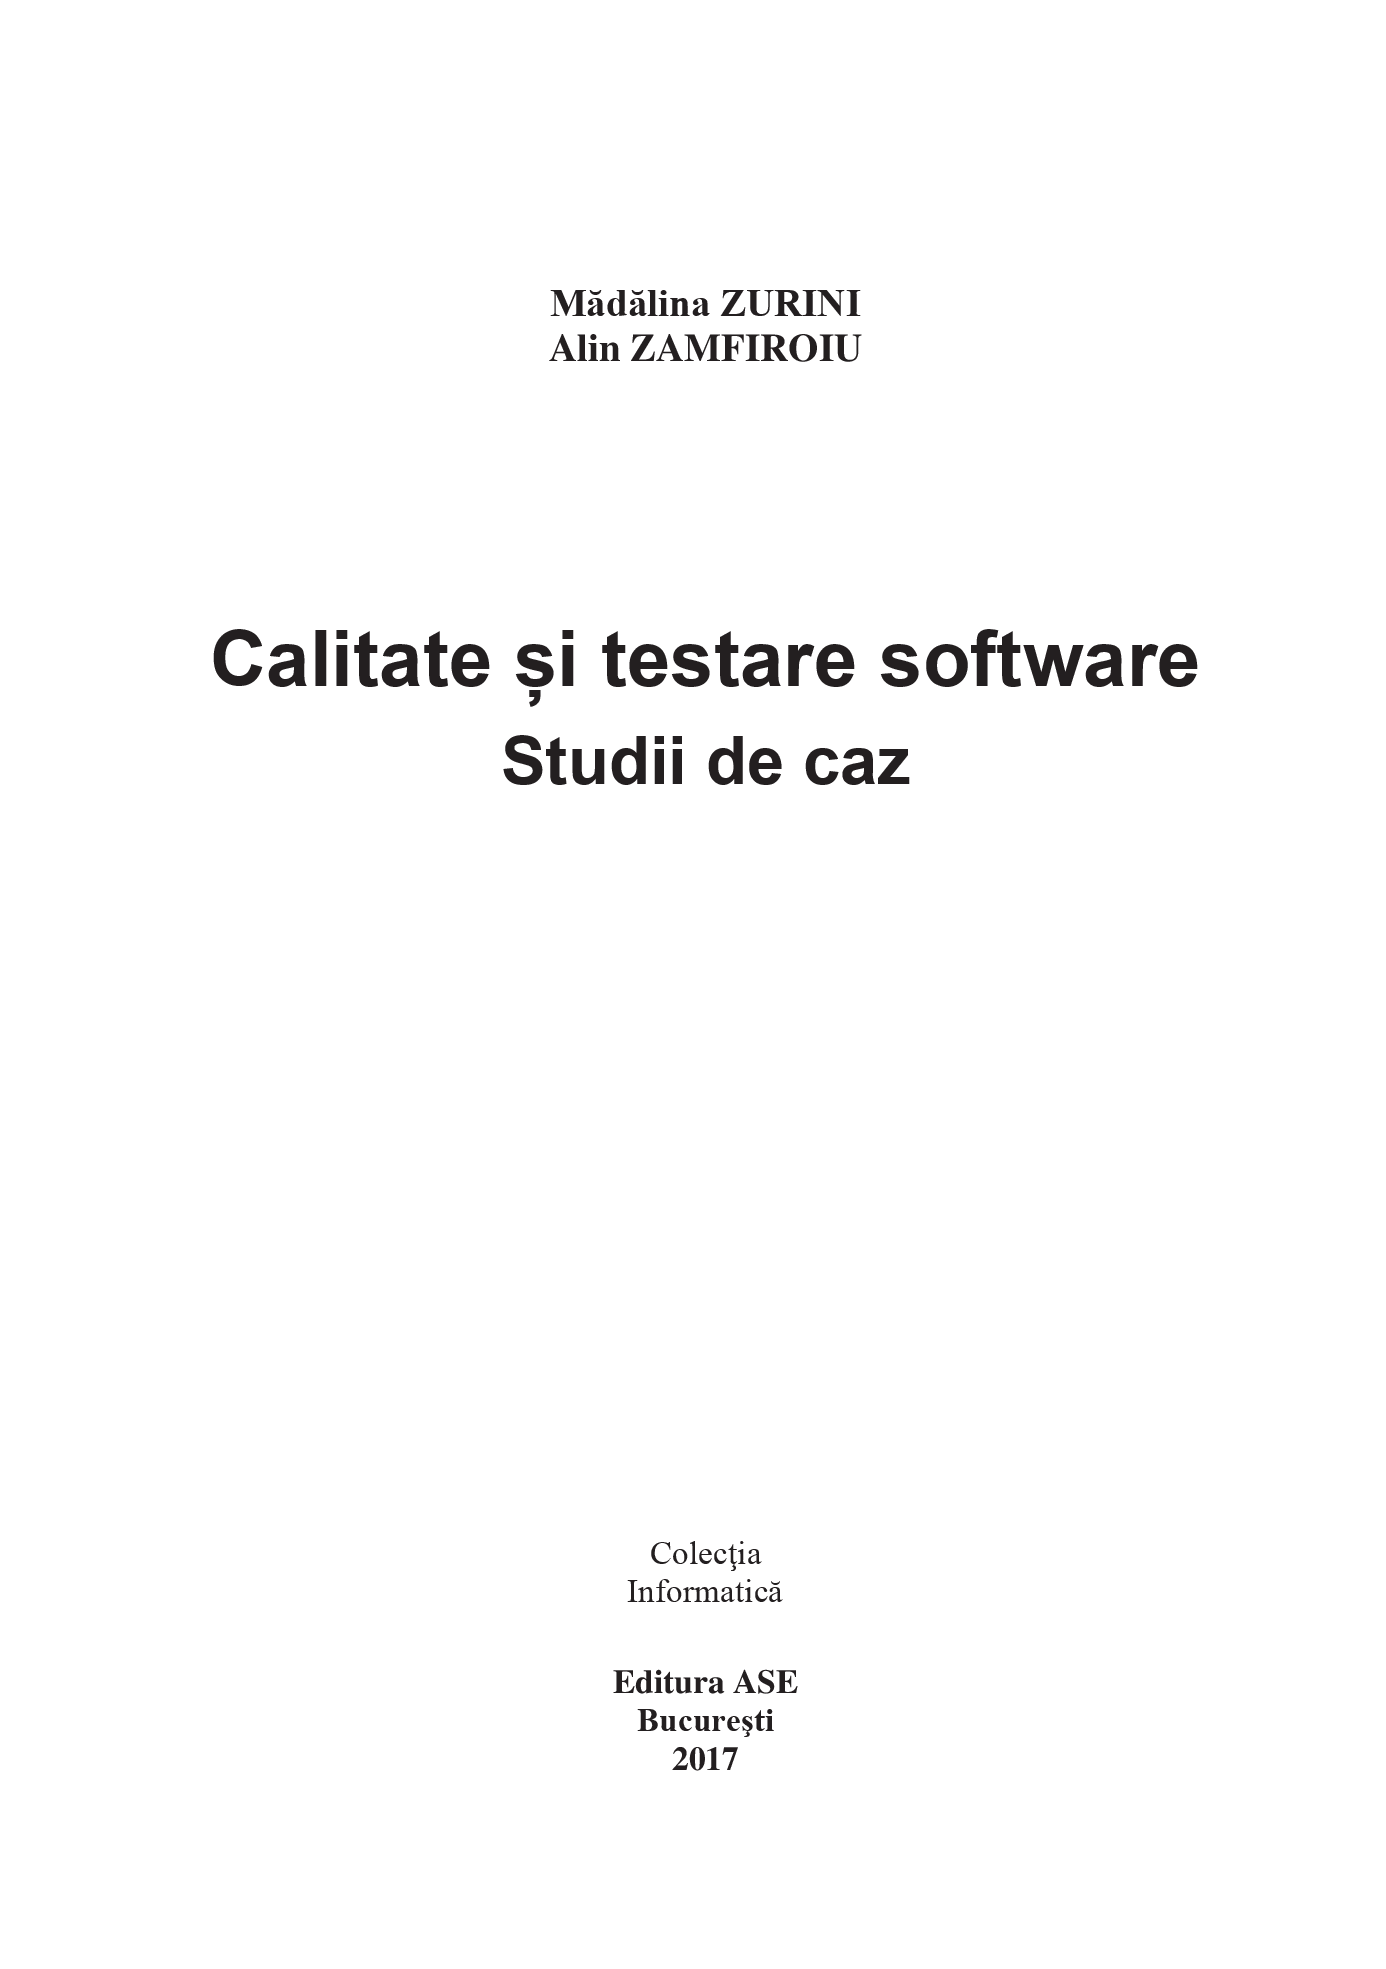 Mădălina ZURINI
Alin ZAMFIROIU
Calitate și testare software
Studii de caz
Colecţia
Informatică
Editura ASE
Bucureşti
2017